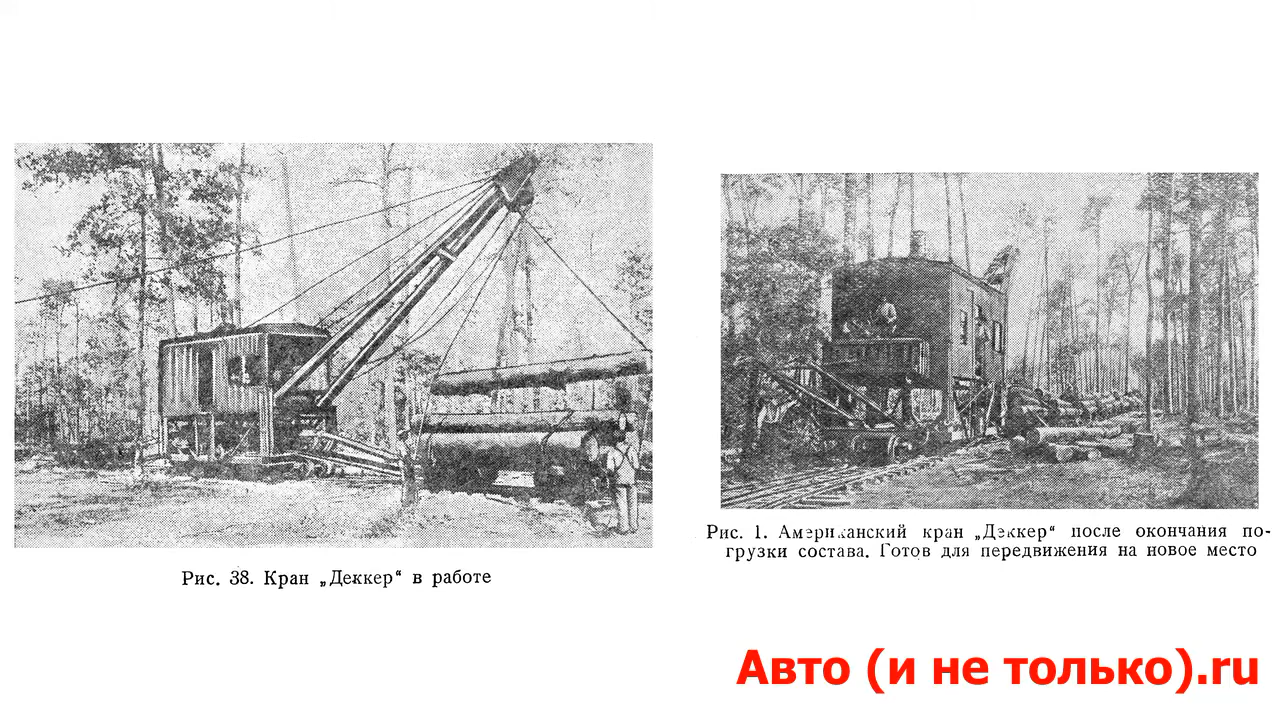 Рис. 38. Кран „Деккер“ в работе
Рис. 1. Американский кран „Деккер“ после окончания по-
грузки состава. Готов для передвижения на новое место
Авто (и не только).ru